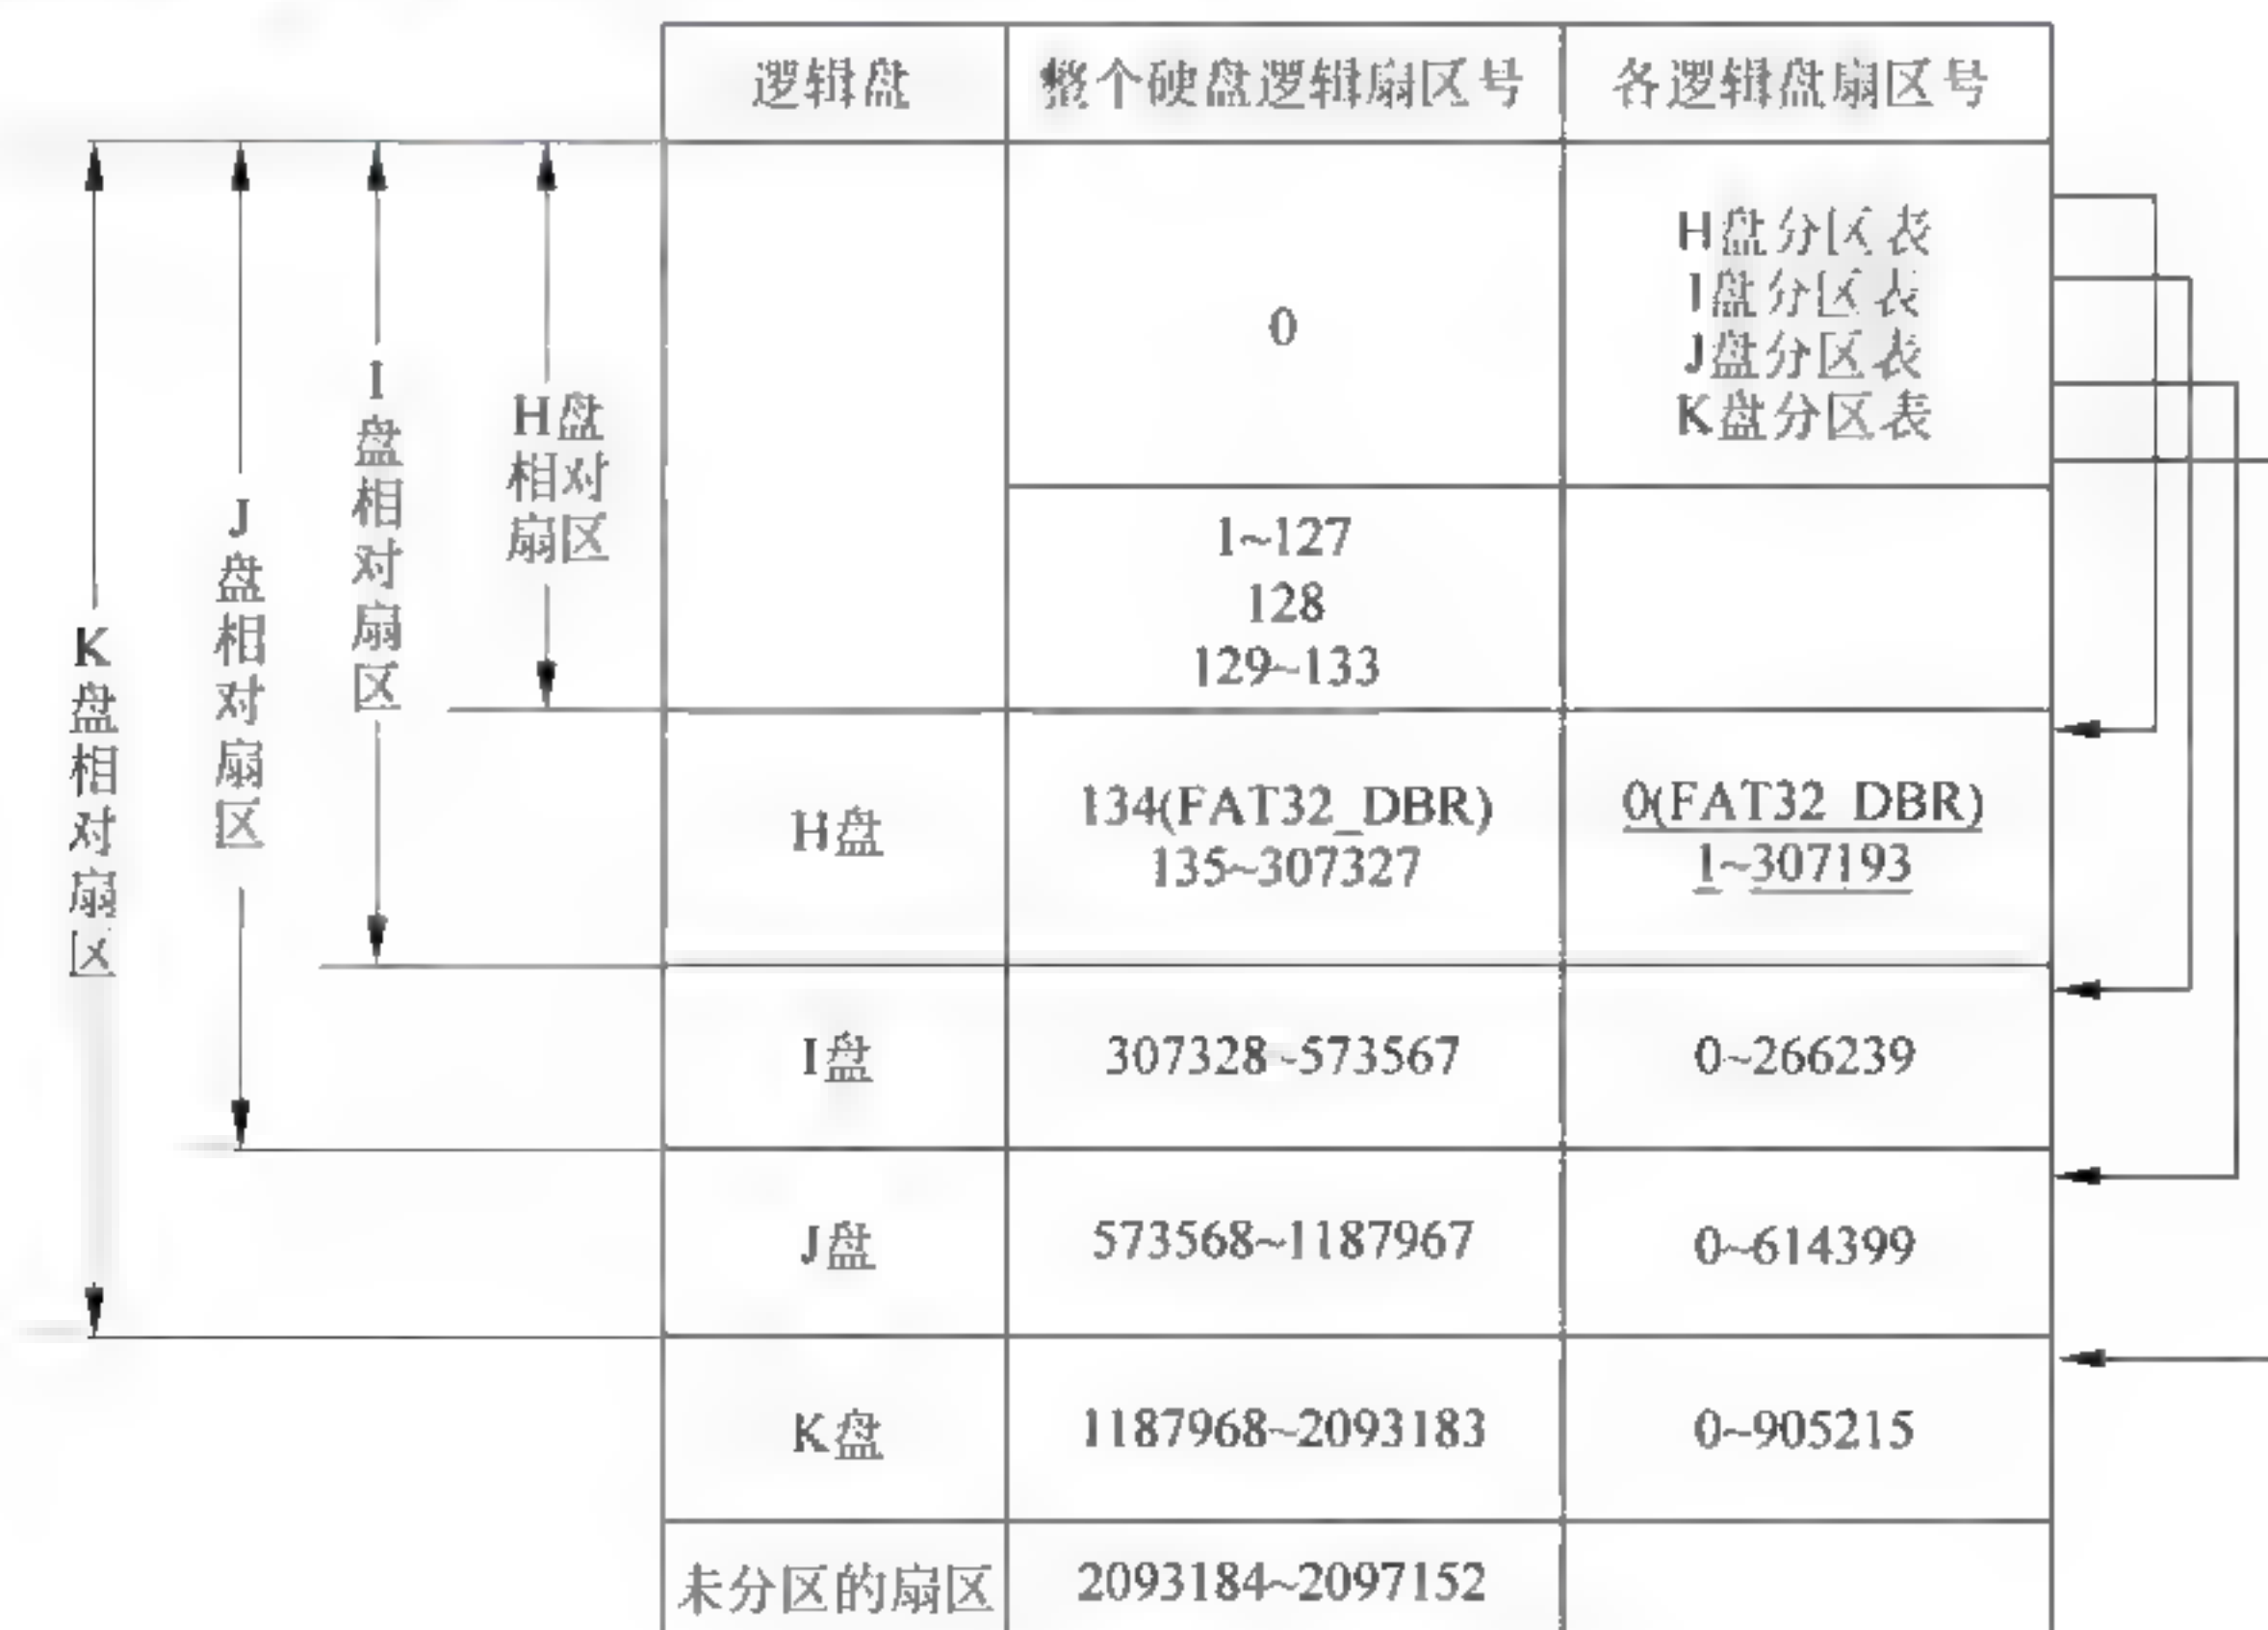 逻辑盘 整个硬盘逻辑扇区号 各逻辑盘扇区号
0
H盘分区表
I盘分区表
J盘分区表
K盘分区表
1~127
128
129~133
H盘
134(FAT32_DBR)
135~307327
0(FAT32 DBR)
1~307193
I盘 307328~573567 0~266239
J盘 573568~1187967 0~614399
K盘 1187968~2093183 0~905215
未分区的扇区 2093184~2097152
K
盘
相
对
扇
区
J
盘
相
对
扇
区
I
盘
相
对
扇
区
H盘
相对
扇区